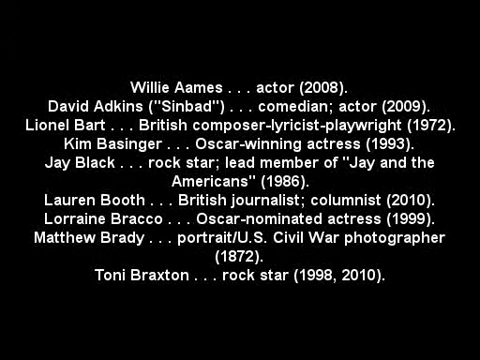 Willie Aames . . . actor (2008).
David Adkins ("Sinbad") . . . comedian; actor (2009).
Lionel Bart . . . British composer-lyricist-playwright (1972).
Kim Basinger . . . Oscar-winning actress (1993).
Jay Black . . . rock star; lead member of "Jay and the
Americans" (1986).
Lauren Booth . . . British journalist; columnist (2010).
Lorraine Bracco . . . Oscar-nominated actress (1999).
Matthew Brady . . . portrait/U.S. Civil War photographer
(1872).
Toni Braxton . . . rock star (1998, 2010).